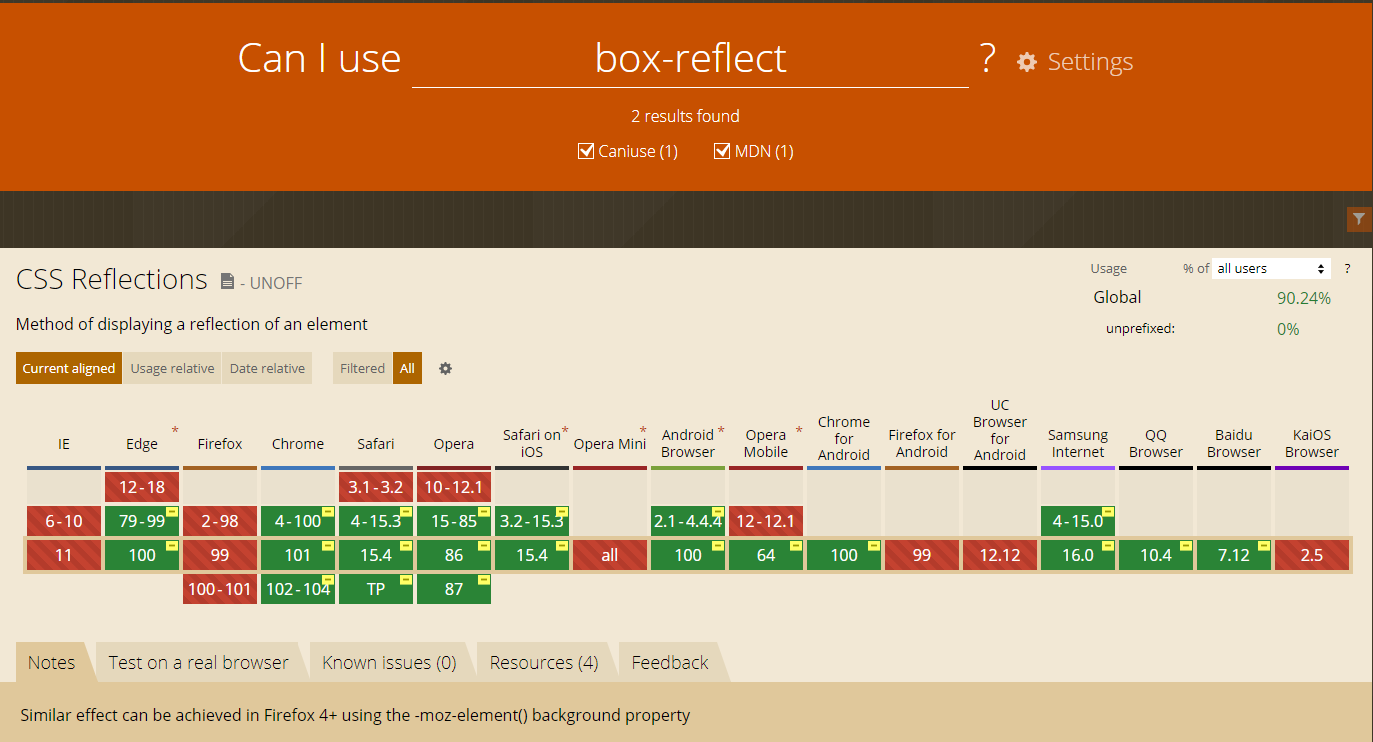 Can I use box-reflect ? Settings
2 results found
Caniuse (1) MDN (1)
CSS Reflections - UNOFF
Usage % of all users ?
Global 90.24%
unprefixed: 0%
Method of displaying a reflection of an element
Current aligned Usage relative Date relative Filtered All
IE Edge * Firefox Chrome Safari Opera Safari on iOS * Opera Mini * Android Browser * Opera Mobile * Chrome for Android Firefox for Android UC Browser for Android Samsung Internet QQ Browser Baidu Browser KaiOS Browser
12-18 3.1-3.2 10-12.1
6-10 79-99 2-98 4-100 4-15.3 15-85 3.2-15.3 2.1-4.4.4 12-12.1 4-15.0
11 100 99 101 15.4 86 15.4 all 100 64 100 99 12.12 16.0 10.4 7.12 2.5
100-101 102-104 TP 87
Notes Test on a real browser Known issues (0) Resources (4) Feedback
Similar effect can be achieved in Firefox 4+ using the -moz-element() background property